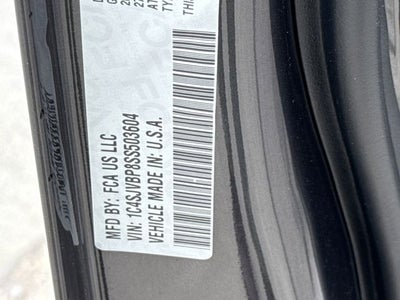 MFD BY: FCA US LLC
VIN: 1C4SJVBP8SS503604
VEHICLE MADE IN U.S.A.